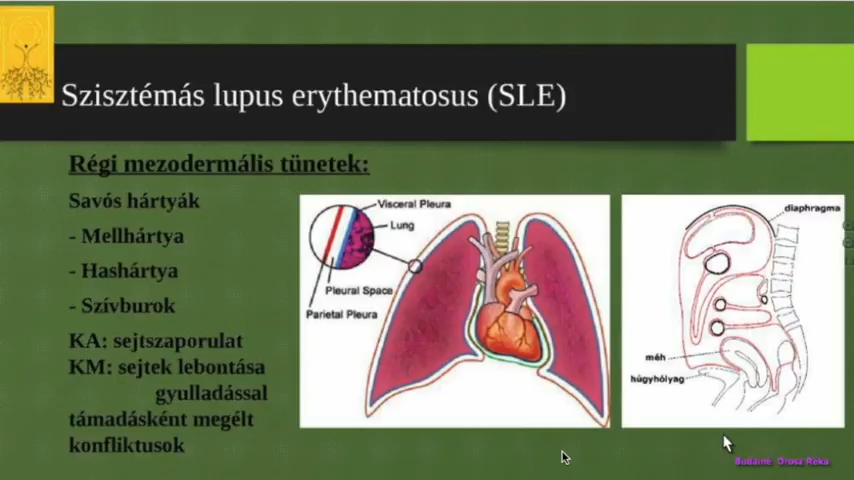 Szisztémás lupus erythematosus (SLE)
Régi mezodermális tünetek:
Savós hártyák
- Mellhártya
- Hashártya
- Szívburok
KA: sejtszaporulat
KM: sejtek lebontása
gyulladással
támadásként megélt
konfliktusok
Visceral Pleura
Lung
Pleural Space
Parietal Pleura
diaphragma
méh
húgyhólyag
Budainé Orosz Réka